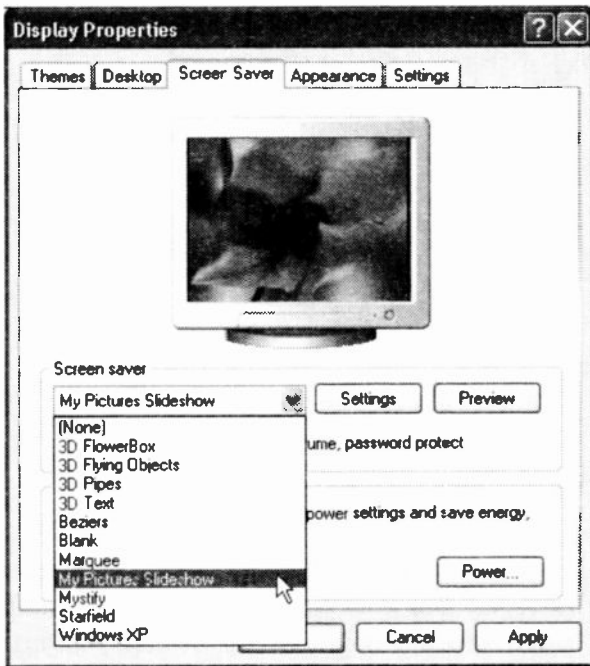 Display Properties
Themes Desktop Screen Saver Appearance Settings
Screen saver
My Pictures Slideshow Settings Preview
(None)
3D FlowerBox
ume, password protect
3D Flying Objects
3D Pipes
3D Text
power settings and save energy,
Beziers
Blank
Marquee
My Pictures Slideshow
Power...
Mystify
Starfield
Windows XP
Cancel Apply